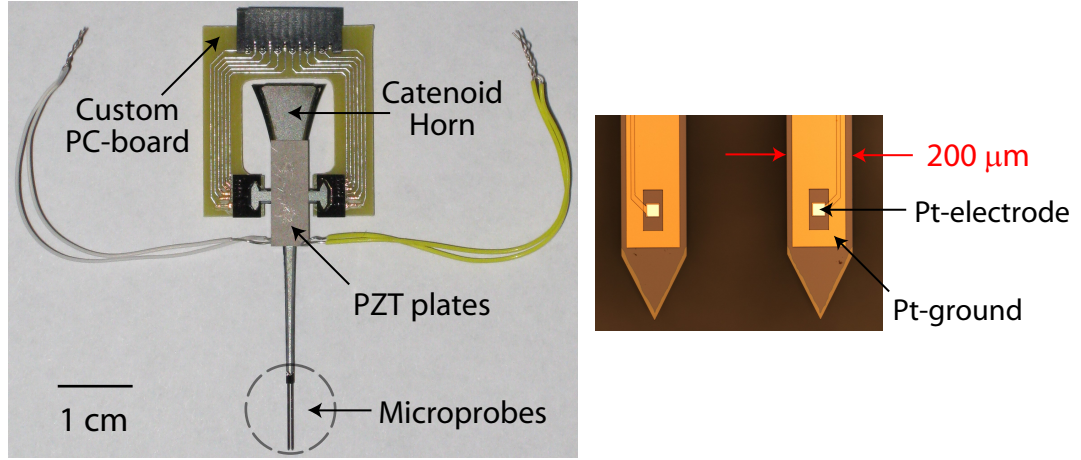 Custom
PC-board
Catenoid
Horn
PZT plates
1 cm
Microprobes
200 μm
Pt-electrode
Pt-ground